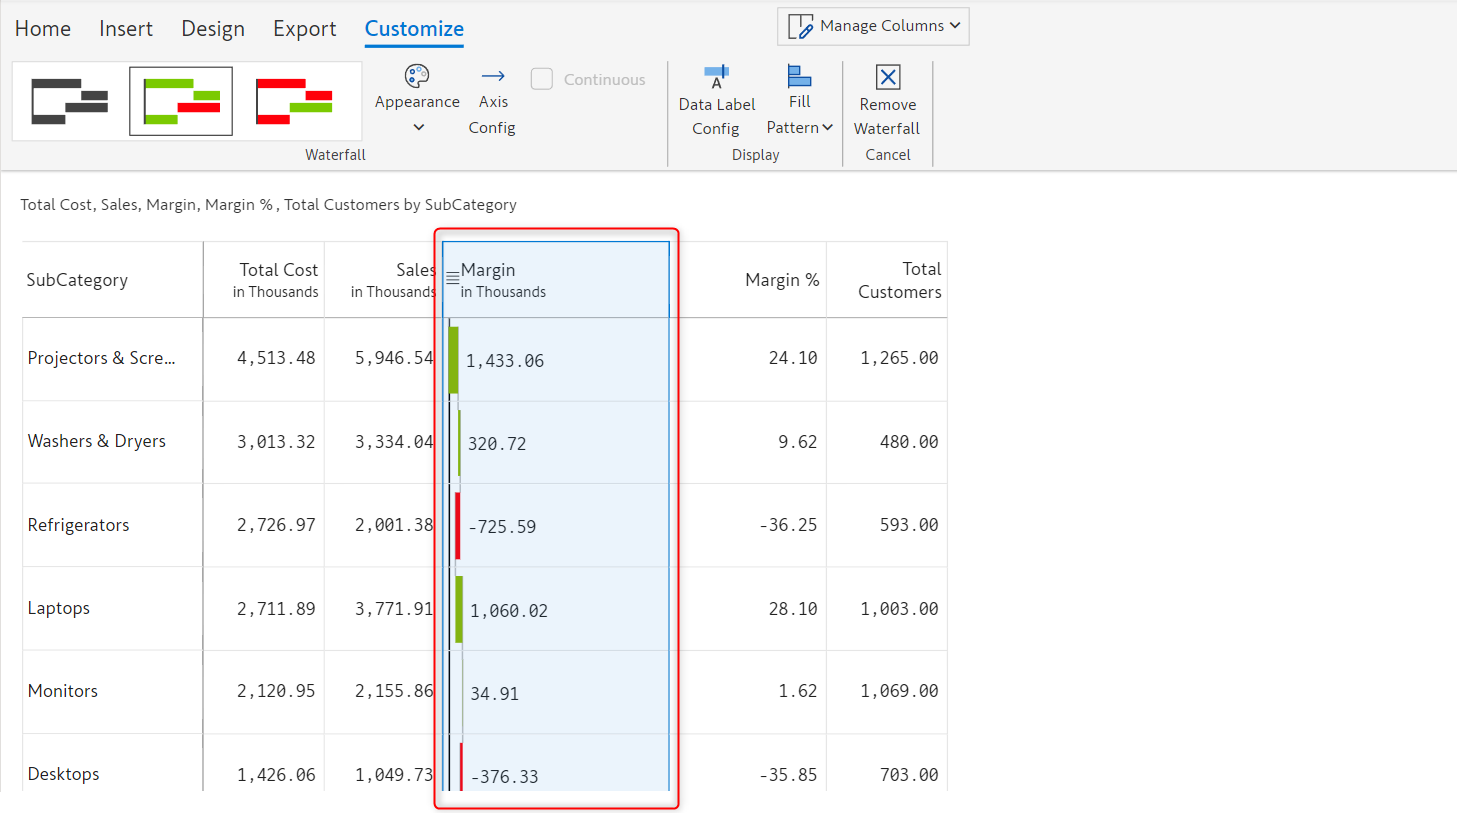 Home Insert Design Export Customize
Manage Columns
Appearance
Axis
Config
Continuous
Waterfall
Data Label
Config
Fill
Pattern
Display
Remove
Waterfall
Cancel
Total Cost, Sales, Margin, Margin % , Total Customers by SubCategory
SubCategory
Total Cost
in Thousands
Sales
in Thousands
Margin
in Thousands
Margin %
Total
Customers
Projectors & Scre... 4,513.48 5,946.54 1,433.06 24.10 1,265.00
Washers & Dryers 3,013.32 3,334.04 320.72 9.62 480.00
Refrigerators 2,726.97 2,001.38 -725.59 -36.25 593.00
Laptops 2,711.89 3,771.91 1,060.02 28.10 1,003.00
Monitors 2,120.95 2,155.86 34.91 1.62 1,069.00
Desktops 1,426.06 1,049.73 -376.33 -35.85 703.00